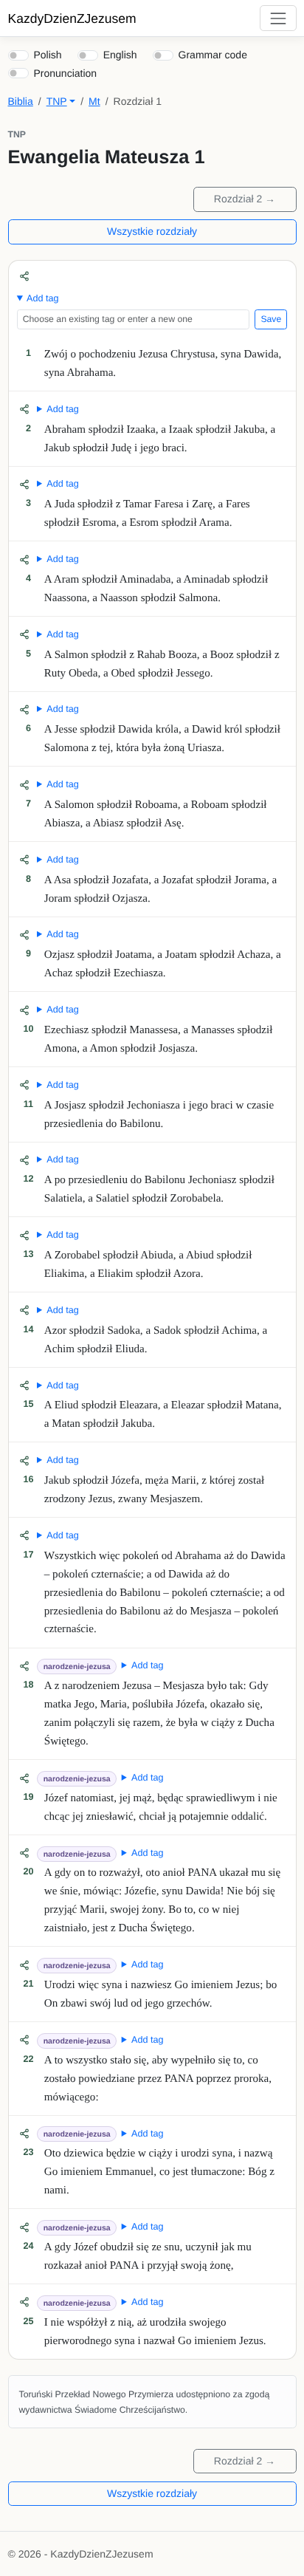 KazdyDzienZJezusem
Polish English Grammar code
Pronunciation
Biblia / TNP / Mt / Rozdział 1
TNP
Ewangelia Mateusza 1
Rozdział 2 →
Wszystkie rozdziały
Add tag
Choose an existing tag or enter a new one Save
1 Zwój o pochodzeniu Jezusa Chrystusa, syna Dawida,
syna Abrahama.
Add tag
2 Abraham spłodził Izaaka, a Izaak spłodził Jakuba, a
Jakub spłodził Judę i jego braci.
Add tag
3 A Juda spłodził z Tamar Faresa i Zarę, a Fares
spłodził Esroma, a Esrom spłodził Arama.
Add tag
4 A Aram spłodził Aminadaba, a Aminadab spłodził
Naassona, a Naasson spłodził Salmona.
Add tag
5 A Salmon spłodził z Rahab Booza, a Booz spłodził z
Ruty Obeda, a Obed spłodził Jessego.
Add tag
6 A Jesse spłodził Dawida króla, a Dawid król spłodził
Salomona z tej, która była żoną Uriasza.
Add tag
7 A Salomon spłodził Roboama, a Roboam spłodził
Abiasza, a Abiasz spłodził Asę.
Add tag
8 A Asa spłodził Jozafata, a Jozafat spłodził Jorama, a
Joram spłodził Ozjasza.
Add tag
9 Ozjasz spłodził Joatama, a Joatam spłodził Achaza, a
Achaz spłodził Ezechiasza.
Add tag
10 Ezechiasz spłodził Manassesa, a Manasses spłodził
Amona, a Amon spłodził Josjasza.
Add tag
11 A Josjasz spłodził Jechoniasza i jego braci w czasie
przesiedlenia do Babilonu.
Add tag
12 A po przesiedleniu do Babilonu Jechoniasz spłodził
Salatiela, a Salatiel spłodził Zorobabela.
Add tag
13 A Zorobabel spłodził Abiuda, a Abiud spłodził
Eliakima, a Eliakim spłodził Azora.
Add tag
14 Azor spłodził Sadoka, a Sadok spłodził Achima, a
Achim spłodził Eliuda.
Add tag
15 A Eliud spłodził Eleazara, a Eleazar spłodził Matana,
a Matan spłodził Jakuba.
Add tag
16 Jakub spłodził Józefa, męża Marii, z której został
zrodzony Jezus, zwany Mesjaszem.
Add tag
17 Wszystkich więc pokoleń od Abrahama aż do Dawida
– pokoleń czternaście; a od Dawida aż do
przesiedlenia do Babilonu – pokoleń czternaście; a od
przesiedlenia do Babilonu aż do Mesjasza – pokoleń
czternaście.
narodzenie-jezusa Add tag
18 A z narodzeniem Jezusa – Mesjasza było tak: Gdy
matka Jego, Maria, poślubiła Józefa, okazało się,
zanim połączyli się razem, że była w ciąży z Ducha
Świętego.
narodzenie-jezusa Add tag
19 Józef natomiast, jej mąż, będąc sprawiedliwym i nie
chcąc jej zniesławić, chciał ją potajemnie oddalić.
narodzenie-jezusa Add tag
20 A gdy on to rozważył, oto anioł PANA ukazał mu się
we śnie, mówiąc: Józefie, synu Dawida! Nie bój się
przyjąć Marii, swojej żony. Bo to, co w niej
zaistniało, jest z Ducha Świętego.
narodzenie-jezusa Add tag
21 Urodzi więc syna i nazwiesz Go imieniem Jezus; bo
On zbawi swój lud od jego grzechów.
narodzenie-jezusa Add tag
22 A to wszystko stało się, aby wypełniło się to, co
zostało powiedziane przez PANA poprzez proroka,
mówiącego:
narodzenie-jezusa Add tag
23 Oto dziewica będzie w ciąży i urodzi syna, i nazwą
Go imieniem Emmanuel, co jest tłumaczone: Bóg z
nami.
narodzenie-jezusa Add tag
24 A gdy Józef obudził się ze snu, uczynił jak mu
rozkazał anioł PANA i przyjął swoją żonę,
narodzenie-jezusa Add tag
25 I nie współżył z nią, aż urodziła swojego
pierworodnego syna i nazwał Go imieniem Jezus.
Toruński Przekład Nowego Przymierza udostępniono za zgodą
wydawnictwa Świadome Chrześcijaństwo.
Rozdział 2 →
Wszystkie rozdziały
© 2026 - KazdyDzienZJezusem